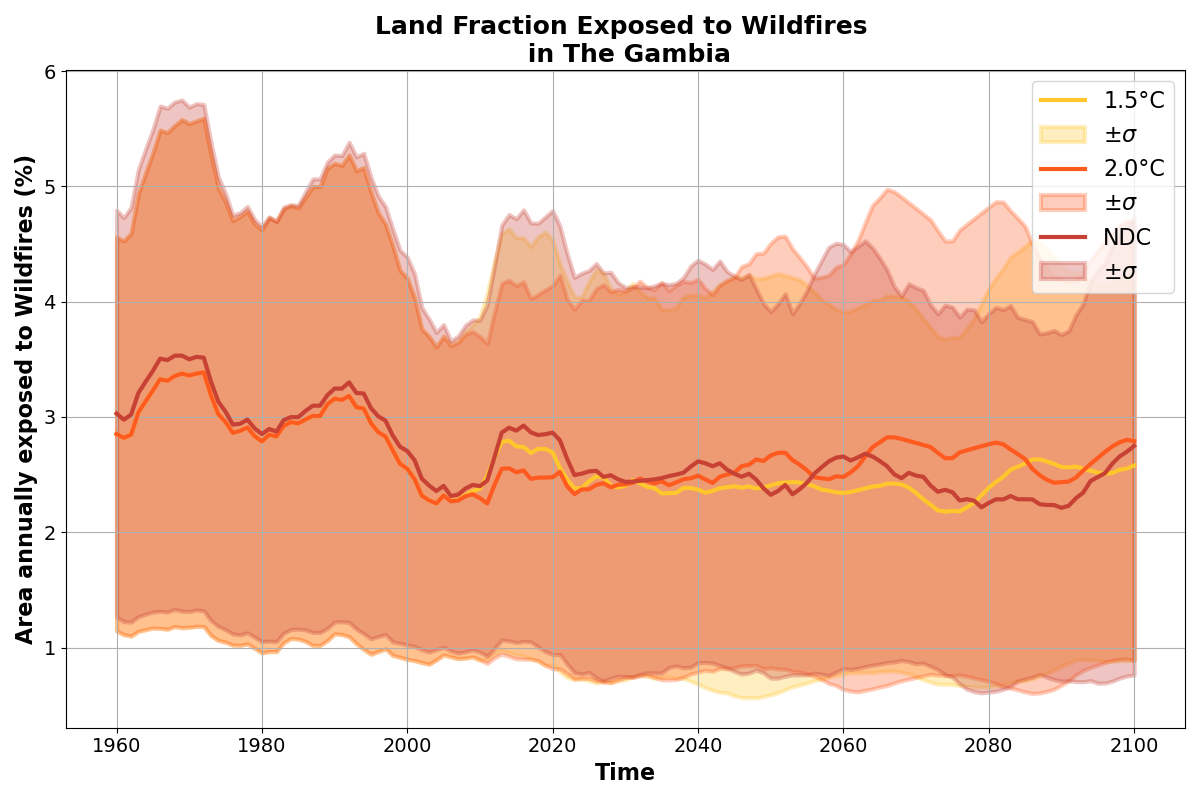 Land Fraction Exposed to Wildfires
in The Gambia
Area annually exposed to Wildfires (%)
6
5
4
3
2
1
1960
1980
2000
2020
2040
2060
2080
2100
Time
1.5°C
±σ
2.0°C
±σ
NDC
±σ